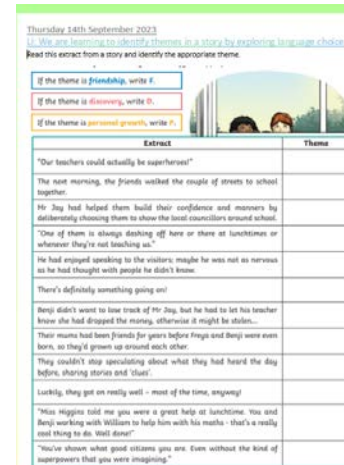 Thursday 14th September 2023
LI: We are learning to identify themes in a story by exploring language choice
Read this extract from a story and identify the appropriate theme.
If the theme is friendship, write F.
If the theme is discovery, write D.
If the theme is personal growth, write P.
Extract Theme
"Our teachers could actually be superheroes!"
The next morning, the friends walked the couple of streets to school
together.
Mr Jay had helped them build their confidence and manners by
deliberately choosing them to show the local councillors around school.
"One of them is always dashing off here or there at lunchtimes or
whenever they're not teaching us."
He had enjoyed speaking to the visitors; maybe he was not as nervous
as he had thought with people he didn't know.
There's definitely something going on!
Benji didn't want to lose track of Mr Jay, but he had to let his teacher
know she had dropped the money, otherwise it might be stolen...
Their mums had been friends for years before Freya and Benji were even
born, so they'd grown up around each other.
They couldn't stop speculating about what they had heard the day
before, sharing stories and 'clues'.
Luckily, they got on really well – most of the time, anyway!
"Miss Higgins told me you were a great help at lunchtime. You and
Benji working with William to help him with his maths - that's a really
cool thing to do. Well done!"
"You've shown what good citizens you are. Even without the kind of
superpowers that you were imagining."